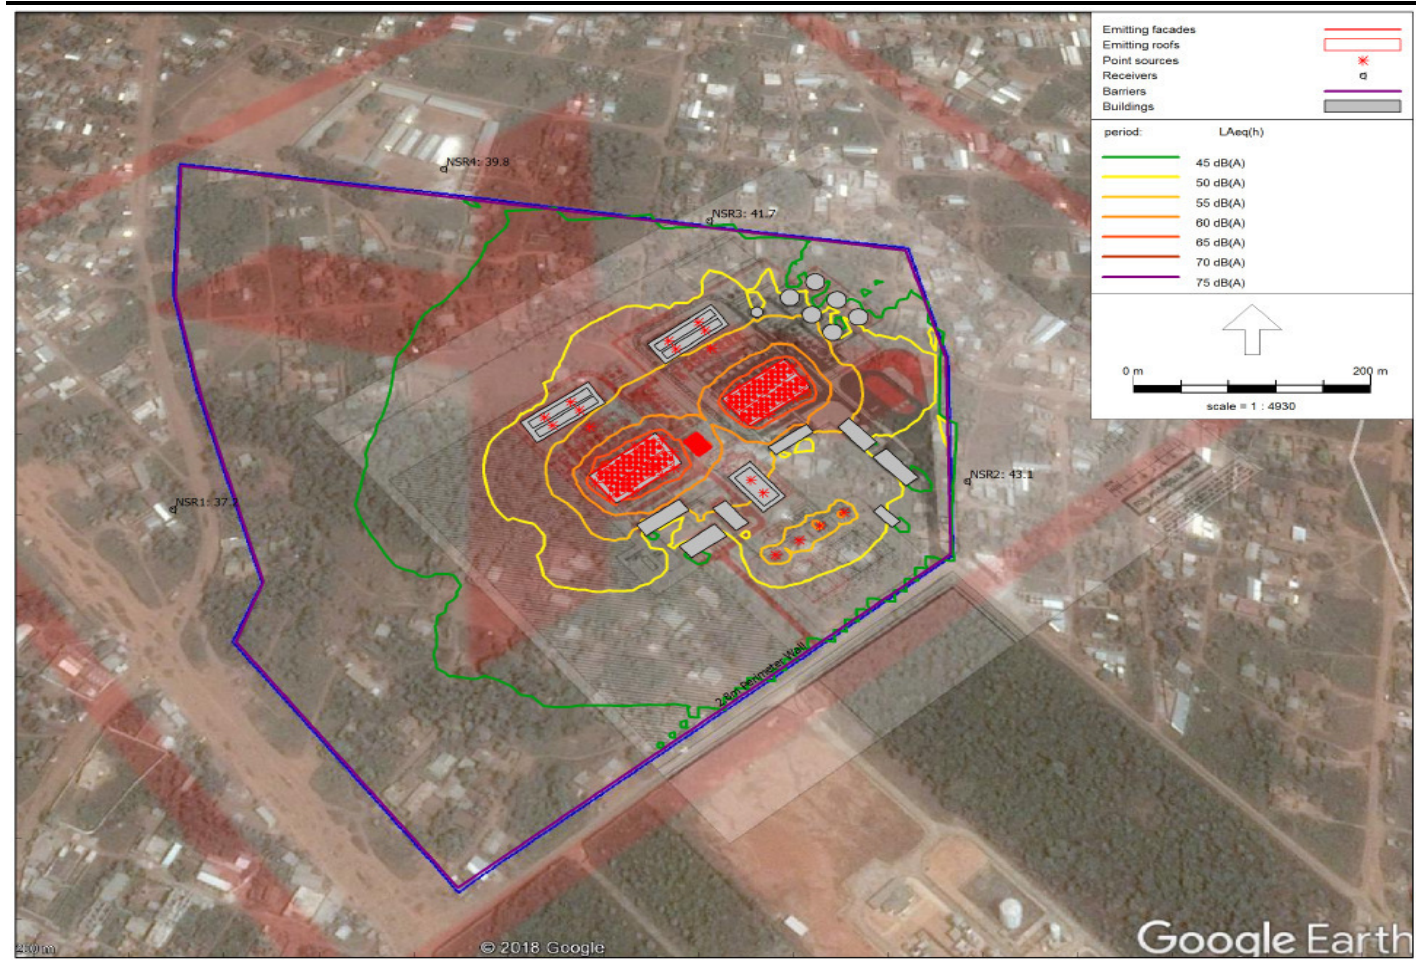 Emitting facades
Emitting roofs
Point sources
Receivers
Barriers
Buildings
period: LAeq(h)
45 dB(A)
50 dB(A)
55 dB(A)
60 dB(A)
65 dB(A)
70 dB(A)
75 dB(A)
0 m 200 m
scale = 1 : 4930
NSR4: 39.8
NSR3: 41.7
NSR2: 43.1
NSR1: 37.2
Perimeter Wall
© 2018 Google
Google Earth